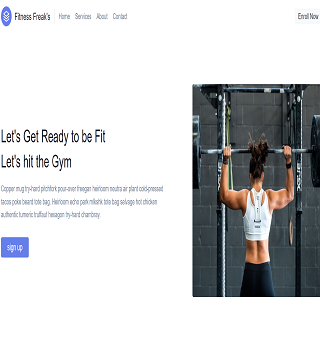 Fitness Freak's
Home Services About Contact
Enroll Now
Let's Get Ready to be Fit
Let's hit the Gym
Copper mug try-hard pitchfork pour-over freegan heirloom neutra air plant cold-pressed
tacos poke beard tote bag. Heirloom echo park mlkshk tote bag selvage hot chicken
authentic tumeric truffaut hexagon try-hard chambray.
sign up